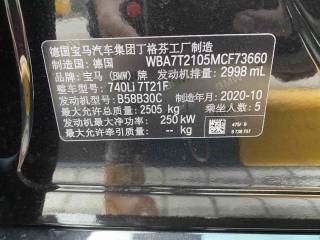 德国宝马汽车集团丁格芬工厂制造
制造国：德国 WBA7T2105MCF73660
品牌：宝马 (BMW) 牌 发动机排量：2998 mL
整车型号：740Li 7T21F
发动机型号：B58B30C 制造年月：2020-10
最大允许总质量：2505 kg 乘坐人数：5
发动机最大净功率：250 kW
最大允许牵引质量：-- kg